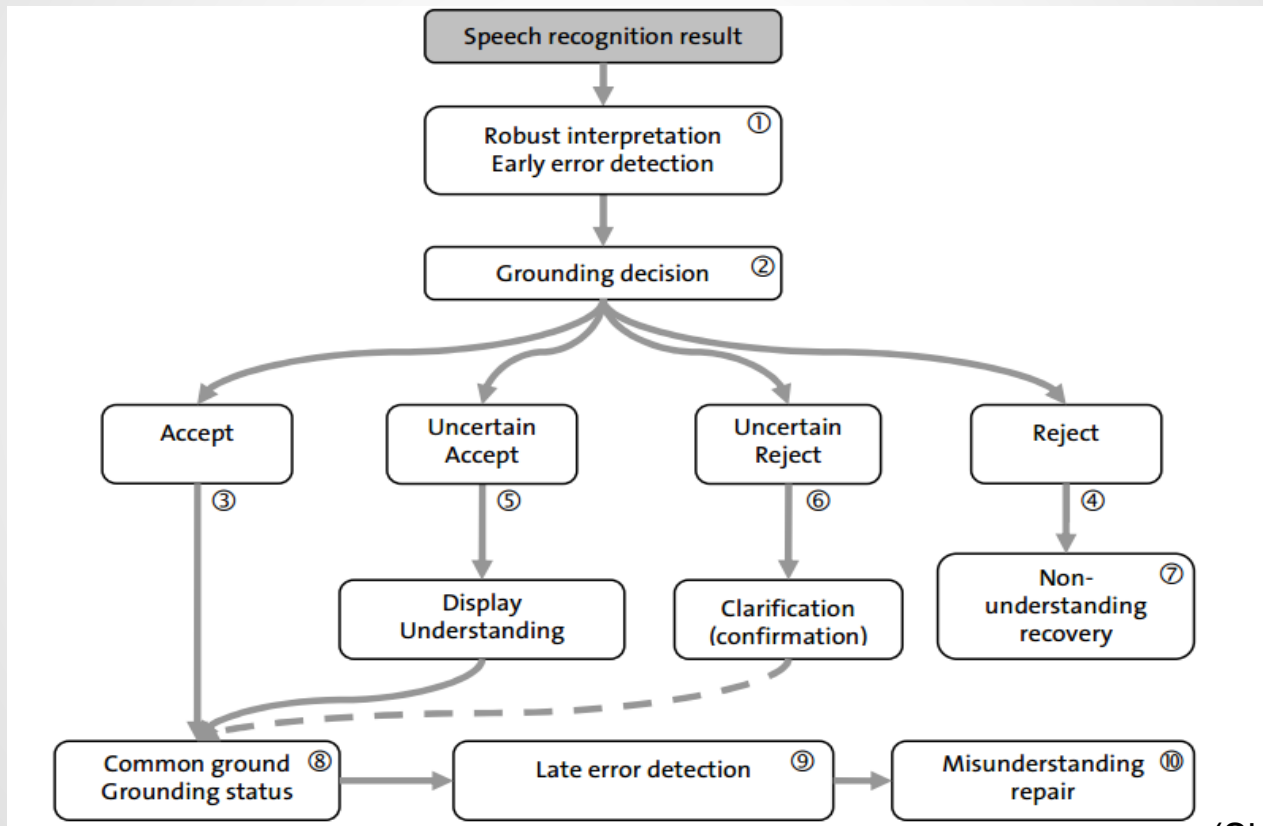 Speech recognition result
①
Robust interpretation
Early error detection
Grounding decision ②
Accept
Uncertain
Accept
Uncertain
Reject
Reject
③
⑤
⑥
④
Display
Understanding
Clarification
(confirmation)
Non- ⑦
understanding
recovery
Common ground ⑧
Grounding status
Late error detection ⑨
Misunderstanding ⑩
repair